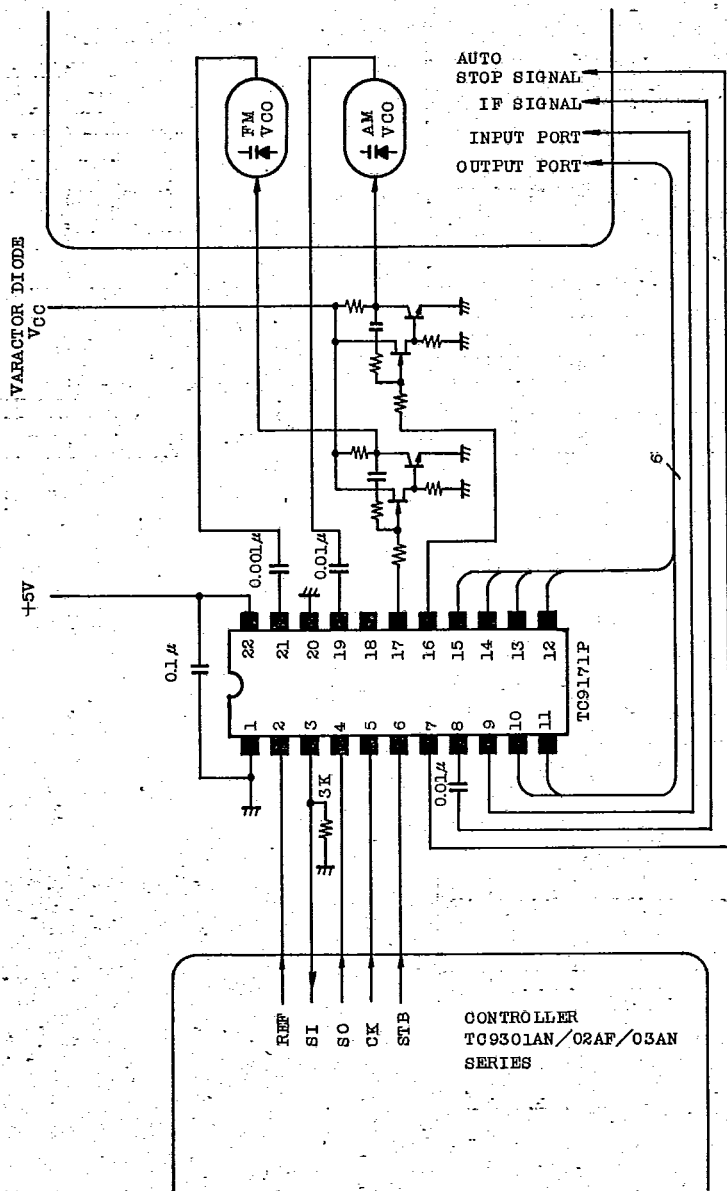 AUTO
STOP SIGNAL
IF SIGNAL
INPUT PORT
OUTPUT PORT
FM
VCO
AM
VCO
VARACTOR DIODE
VCC
+5V
0.1μ
0.001μ
0.01μ
6
22
21
20
19
18
17
16
15
14
13
12
TC9171P
1
2
3
4
5
6
7
8
9
10
11
3K
0.01μ
REF
SI
SO
CK
STB
CONTROLLER
TC9301AN/02AF/03AN
SERIES